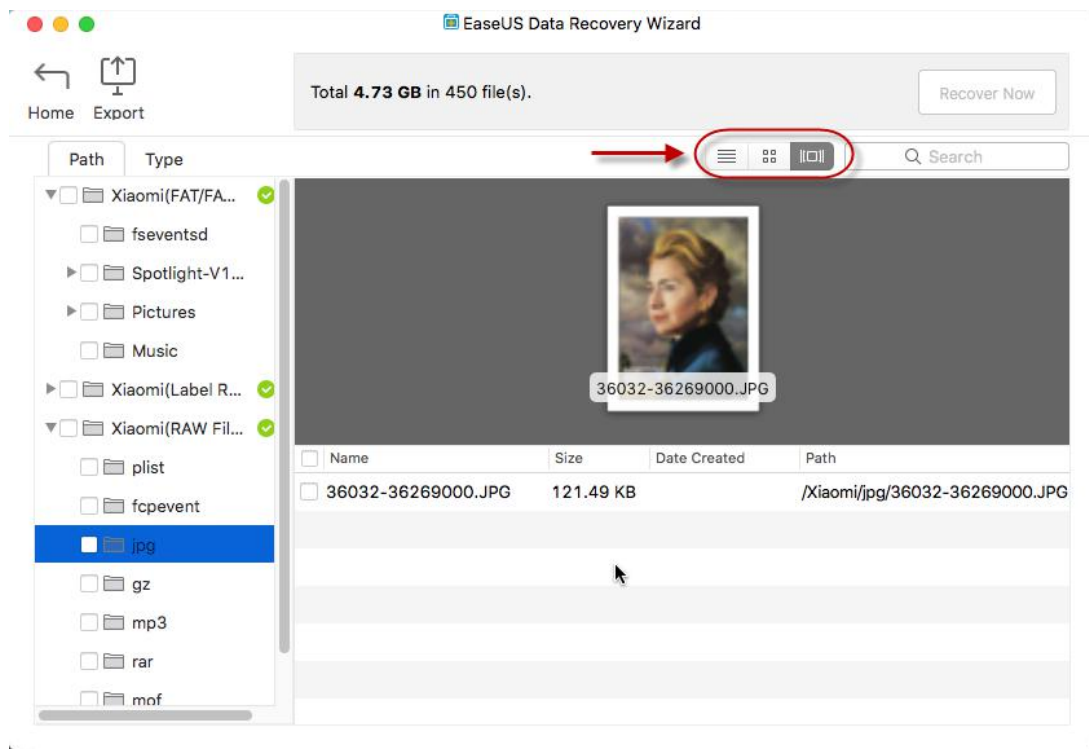 EaseUS Data Recovery Wizard
Home Export
Total 4.73 GB in 450 file(s).
Recover Now
Path Type
Search
Xiaomi(FAT/FA...
fseventsd
Spotlight-V1...
Pictures
Music
Xiaomi(Label R...
Xiaomi(RAW Fil...
plist
fcpevent
jpg
gz
mp3
rar
mof
36032-36269000.JPG
Name Size Date Created Path
36032-36269000.JPG 121.49 KB /Xiaomi/jpg/36032-36269000.JPG